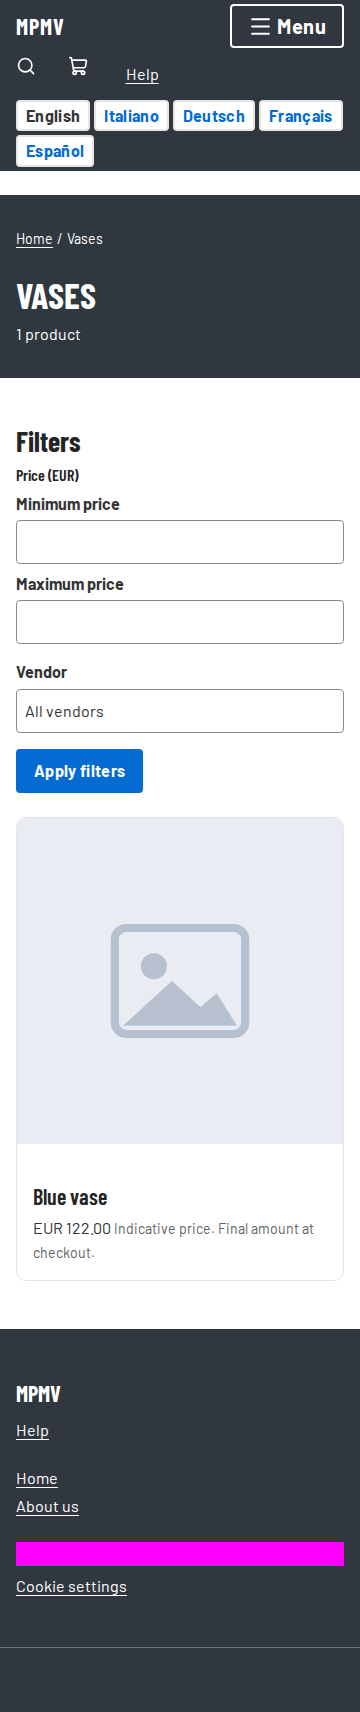 MPMV
Menu
Help
English Italiano Deutsch Français
Español
Home / Vases
VASES
1 product
Filters
Price (EUR)
Minimum price
Maximum price
Vendor
All vendors
Apply filters
Blue vase
EUR 122.00 Indicative price. Final amount at
checkout.
MPMV
Help
Home
About us
Cookie settings